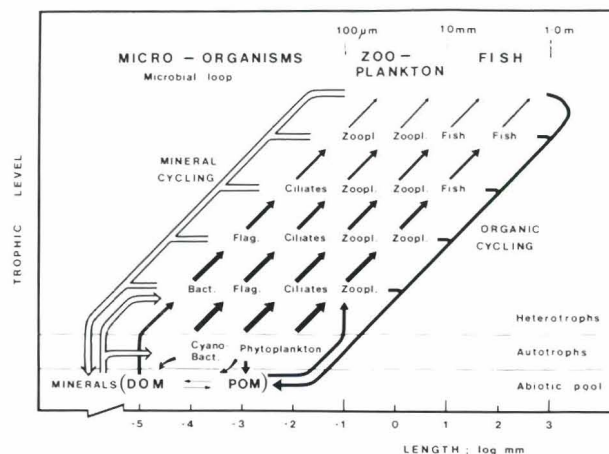 100µm 10mm 1·0m
MICRO – ORGANISMS ZOO – PLANKTON FISH
Microbial loop
Zoopl. Zoopl. Fish Fish
MINERAL CYCLING
Ciliates Zoopl. Zoopl. Fish
Flag. Ciliates Zoopl. Zoopl.
ORGANIC CYCLING
Bact. Flag. Ciliates Zoopl.
TROPHIC LEVEL
Heterotrophs
Cyano- Bact. Phytoplankton
Autotrophs
MINERALS (DOM POM)
Abiotic pool
-5 -4 -3 -2 -1 0 1 2 3
LENGTH : log mm